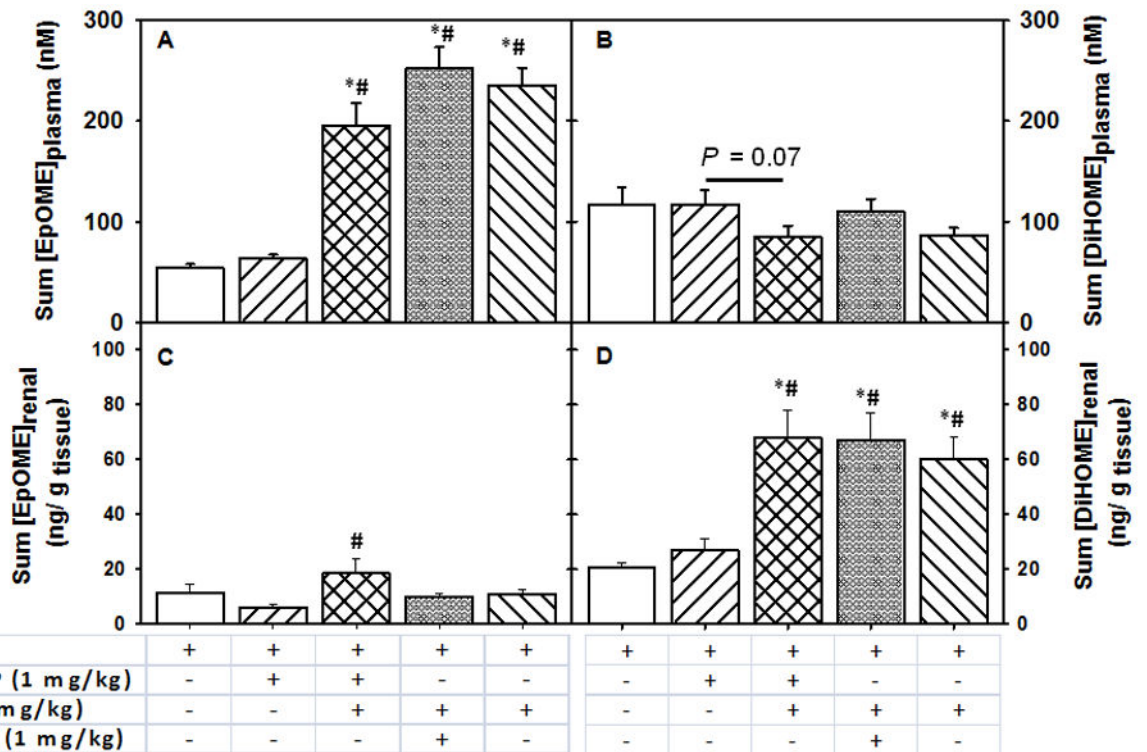 300
200
100
0
Sum [EpOME]plasma (nM)
A
*#
*#
*#
B
P = 0.07
300
200
100
0
Sum [DiHOME]plasma (nM)
100
80
60
40
20
0
Sum [EpOME]renal
(ng/ g tissue)
C
#
D
*#
*#
*#
100
80
60
40
20
0
Sum [DiHOME]renal
(ng/ g tissue)
+ + + + + + + + + +
(1 mg/kg) - + + - - - + + - -
mg/kg) - - + + + - - + + +
(1 mg/kg) - - - + - - - - + -